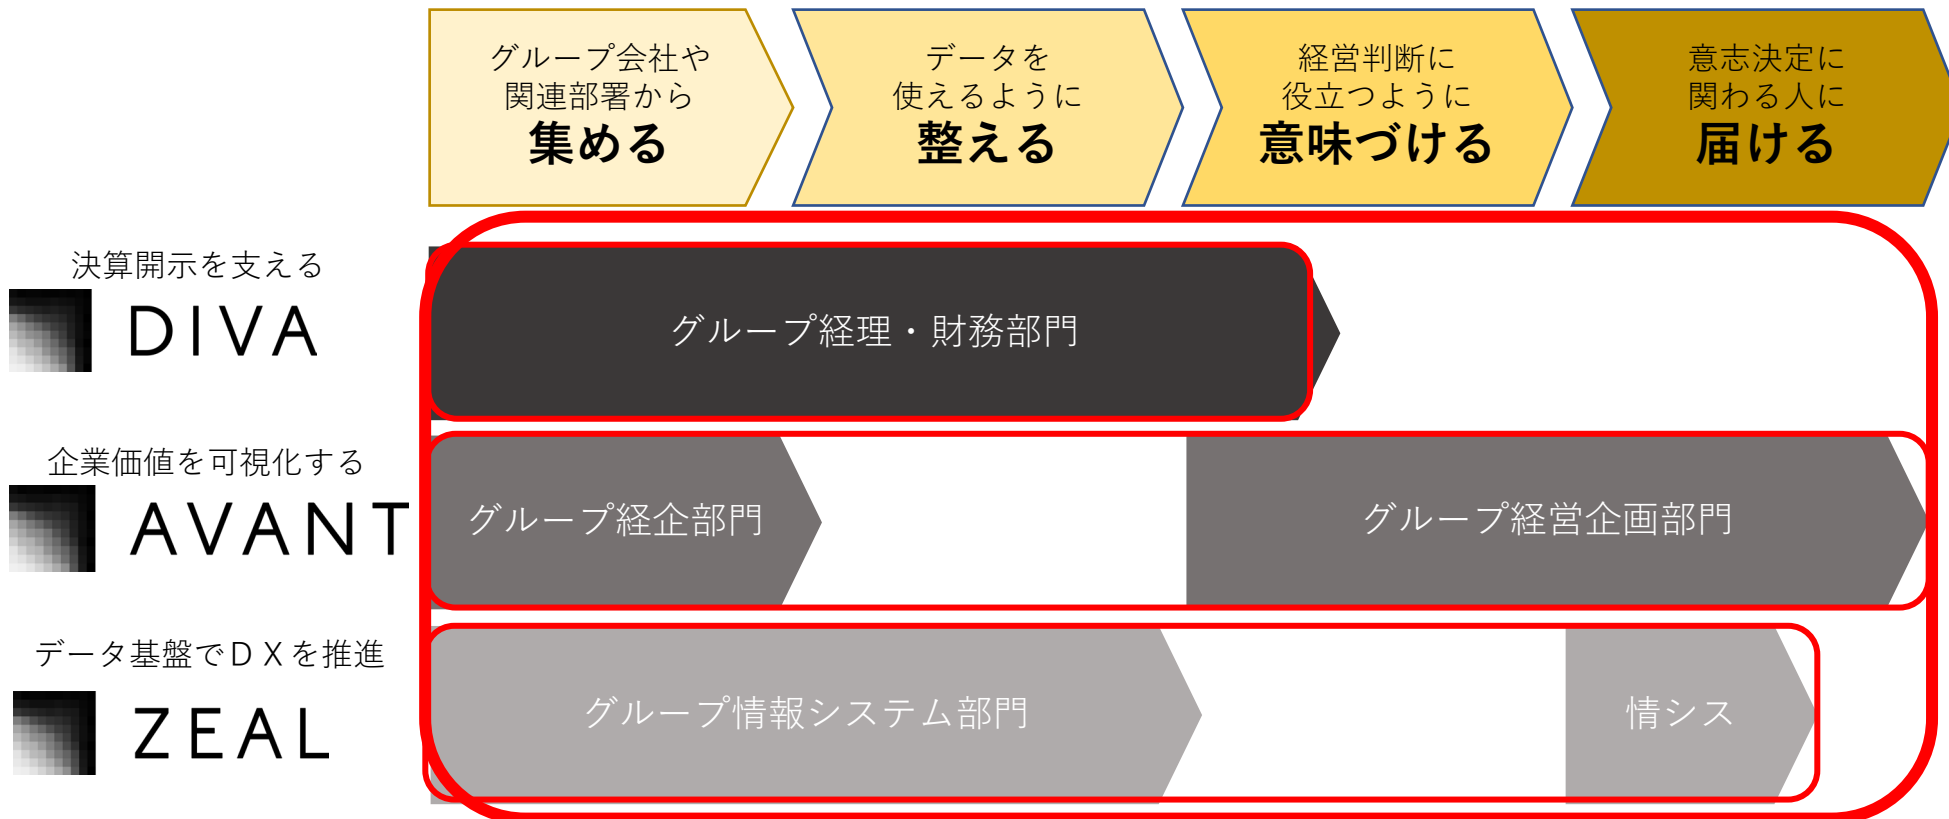 グループ会社や
関連部署から
集める
データを
使えるように
整える
経営判断に
役立つように
意味づける
意志決定に
関わる人に
届ける
決算開示を支える
DIVA
グループ経理・財務部門
企業価値を可視化する
AVANT
グループ経企部門
グループ経営企画部門
データ基盤でDXを推進
ZEAL
グループ情報システム部門
情シス